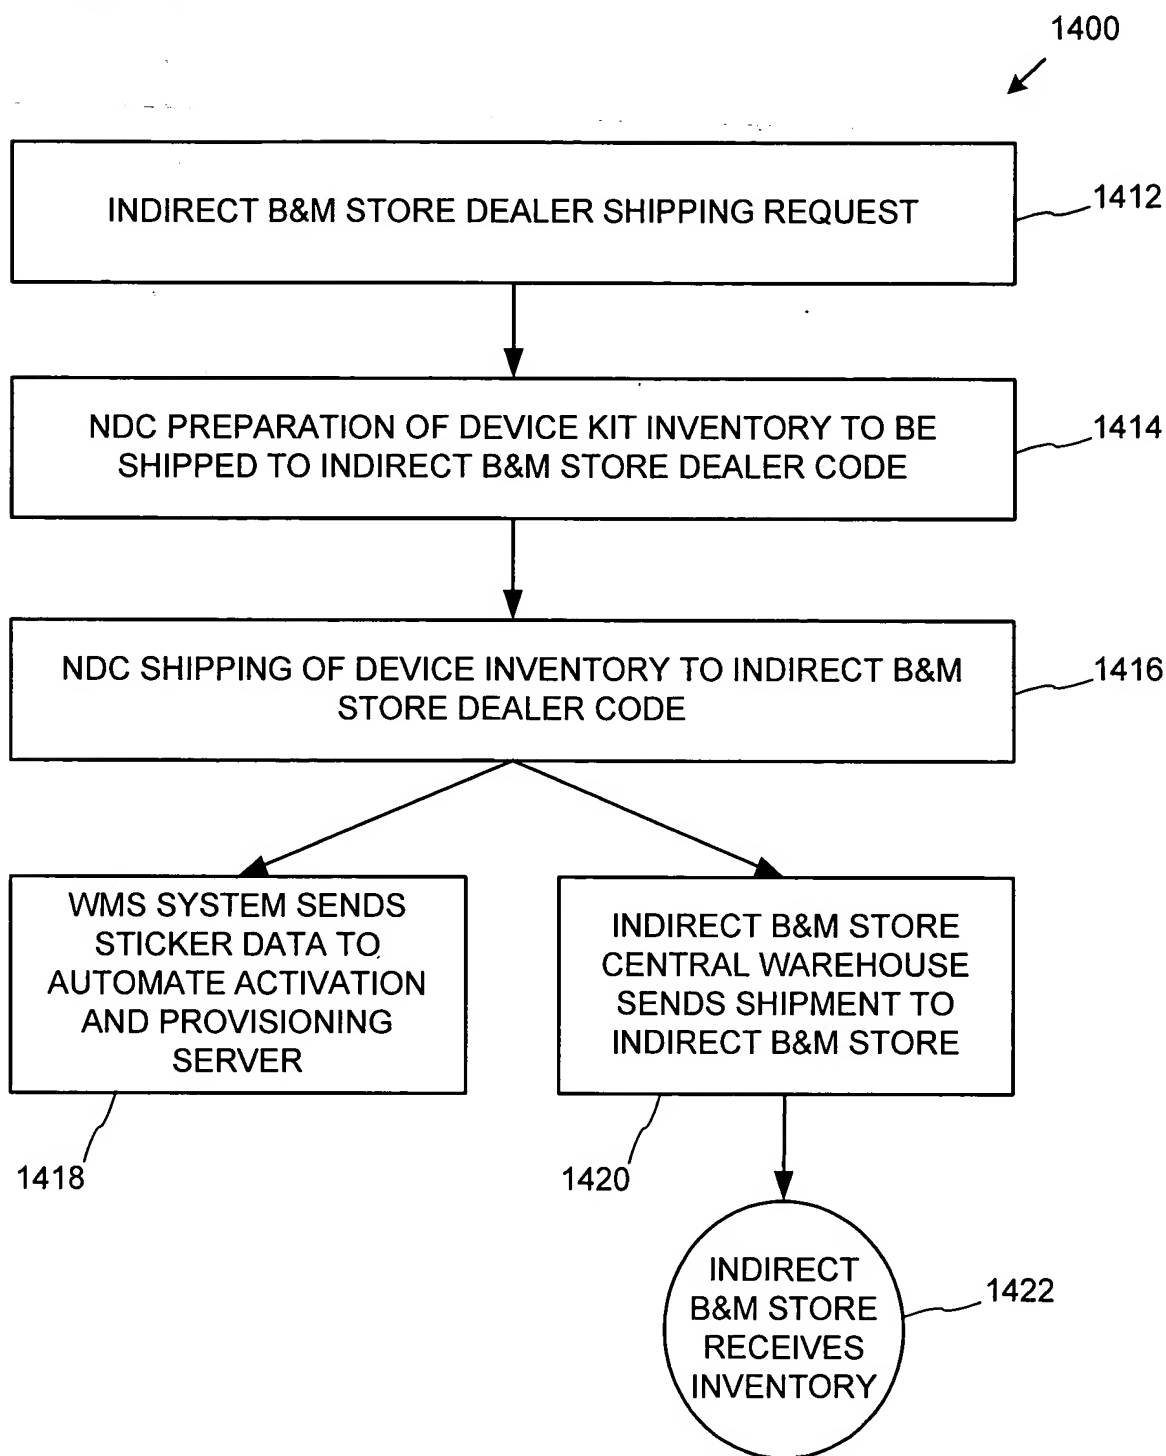 1400
INDIRECT B&M STORE DEALER SHIPPING REQUEST
1412
NDC PREPARATION OF DEVICE KIT INVENTORY TO BE
SHIPPED TO INDIRECT B&M STORE DEALER CODE
1414
NDC SHIPPING OF DEVICE INVENTORY TO INDIRECT B&M
STORE DEALER CODE
1416
WMS SYSTEM SENDS
STICKER DATA TO
AUTOMATE ACTIVATION
AND PROVISIONING
SERVER
1418
INDIRECT B&M STORE
CENTRAL WAREHOUSE
SENDS SHIPMENT TO
INDIRECT B&M STORE
1420
INDIRECT
B&M STORE
RECEIVES
INVENTORY
1422